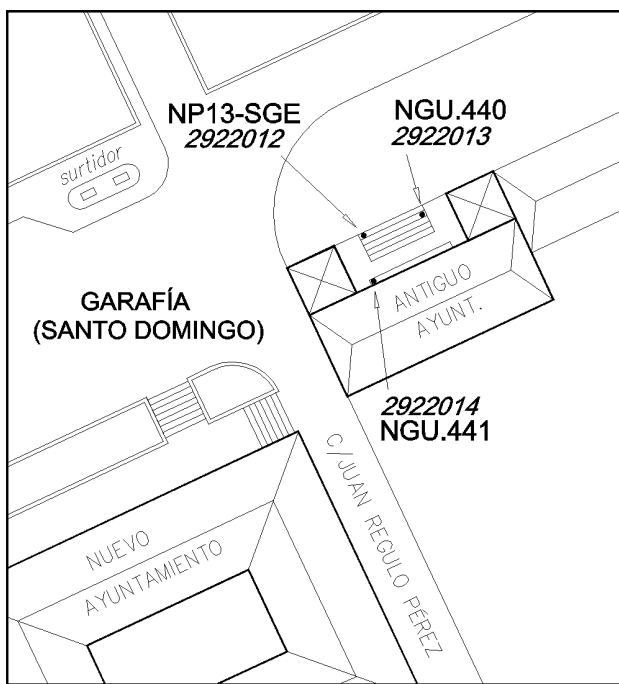 NP13-SGE
2922012
NGU.440
2922013
surtidor
GARAFÍA
(SANTO DOMINGO)
ANTIGUO
AYUNT.
2922014
NGU.441
C/JUAN REGULO PÉREZ
NUEVO
AYUNTAMIENTO